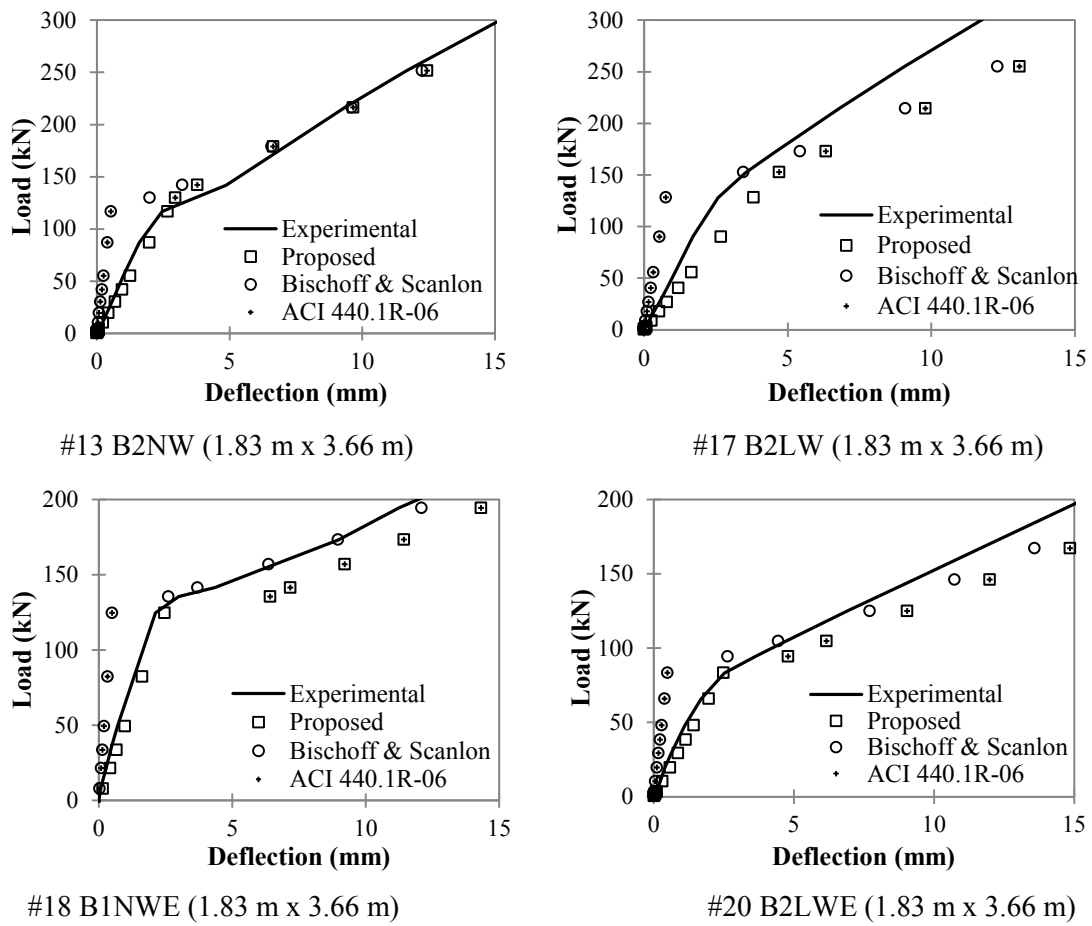 300
250
200
150
100
50
0
Load (kN)
Experimental
Proposed
Bischoff & Scanlon
ACI 440.1R-06
0 5 10 15
Deflection (mm)
#13 B2NW (1.83 m x 3.66 m)
300
250
200
150
100
50
0
Load (kN)
Experimental
Proposed
Bischoff & Scanlon
ACI 440.1R-06
0 5 10 15
Deflection (mm)
#17 B2LW (1.83 m x 3.66 m)
200
150
100
50
0
Load (kN)
Experimental
Proposed
Bischoff & Scanlon
ACI 440.1R-06
0 5 10 15
Deflection (mm)
#18 B1NWE (1.83 m x 3.66 m)
200
150
100
50
0
Load (kN)
Experimental
Proposed
Bischoff & Scanlon
ACI 440.1R-06
0 5 10 15
Deflection (mm)
#20 B2LWE (1.83 m x 3.66 m)